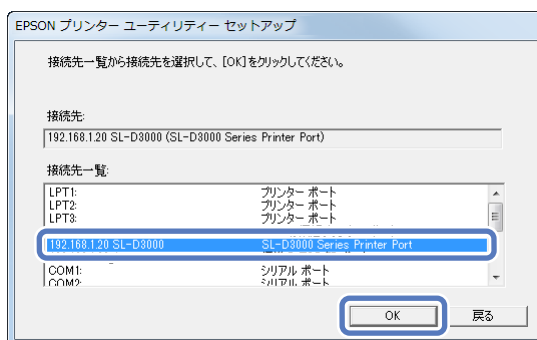 EPSON プリンター ユーティリティー セットアップ
接続先一覧から接続先を選択して、[OK]をクリックしてください。
接続先:
192.168.1.20 SL-D3000 (SL-D3000 Series Printer Port)
接続先一覧:
LPT1: プリンター ポート
LPT2: プリンター ポート
LPT3: プリンター ポート
192.168.1.20 SL-D3000 SL-D3000 Series Printer Port
COM1: シリアル ポート
COM2: シリアル ポート
OK 戻る